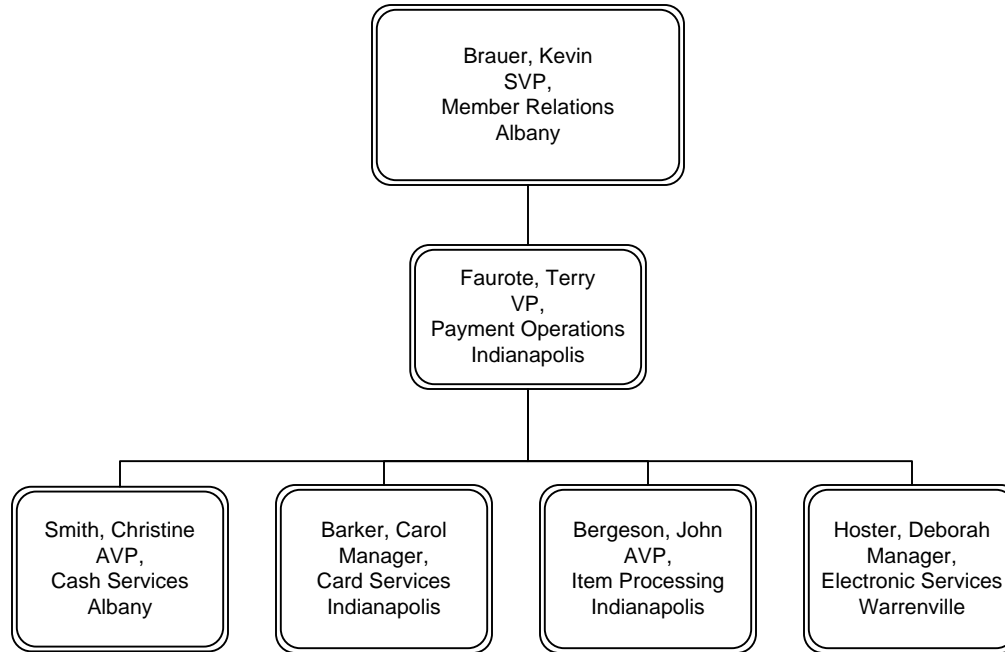 Brauer, Kevin
SVP,
Member Relations
Albany
Faurote, Terry
VP,
Payment Operations
Indianapolis
Smith, Christine
AVP,
Cash Services
Albany
Barker, Carol
Manager,
Card Services
Indianapolis
Bergeson, John
AVP,
Item Processing
Indianapolis
Hoster, Deborah
Manager,
Electronic Services
Warrenville